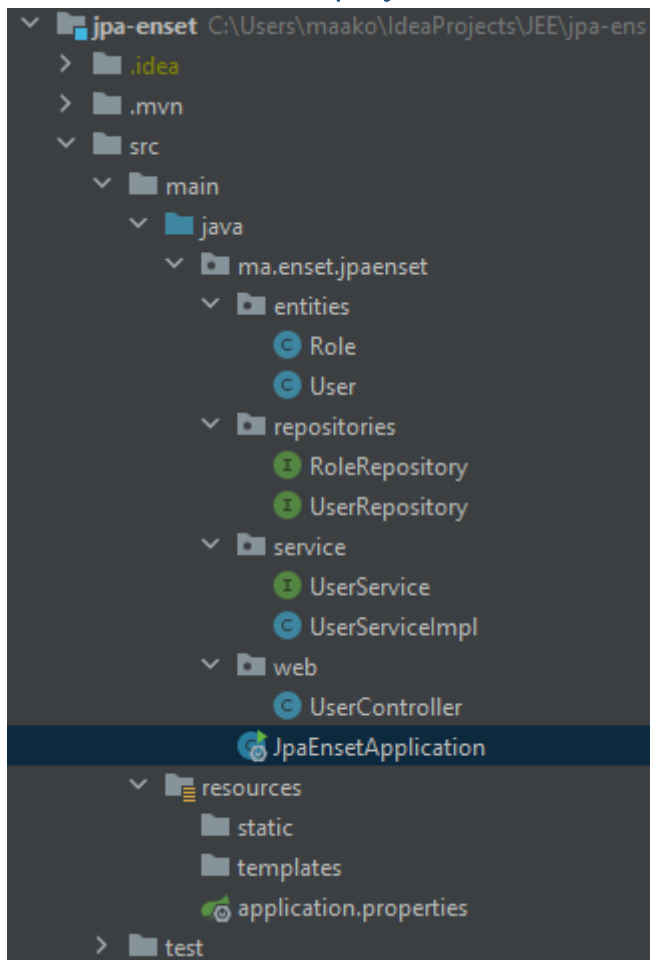 jpa-enset C:\Users\maako\IdeaProjects\JEE\jpa-ens
.idea
.mvn
src
main
java
ma.enset.jpaenset
entities
C Role
C User
repositories
I RoleRepository
I UserRepository
service
I UserService
C UserServiceImpl
web
C UserController
JpaEnsetApplication
resources
static
templates
application.properties
test